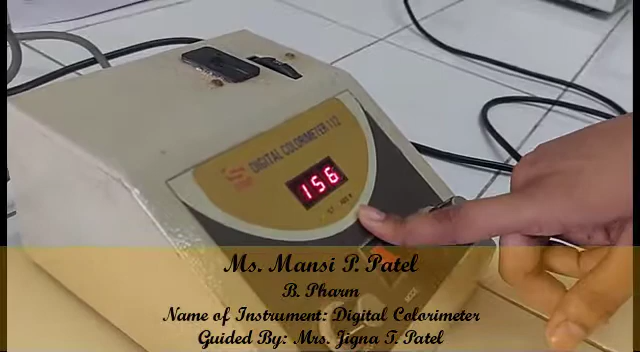 DIGITAL COLORIMETER 112
156
Ms. Mansi P. Patel
B. Pharm
Name of Instrument: Digital Colorimeter
Guided By: Mrs. Jigna T. Patel